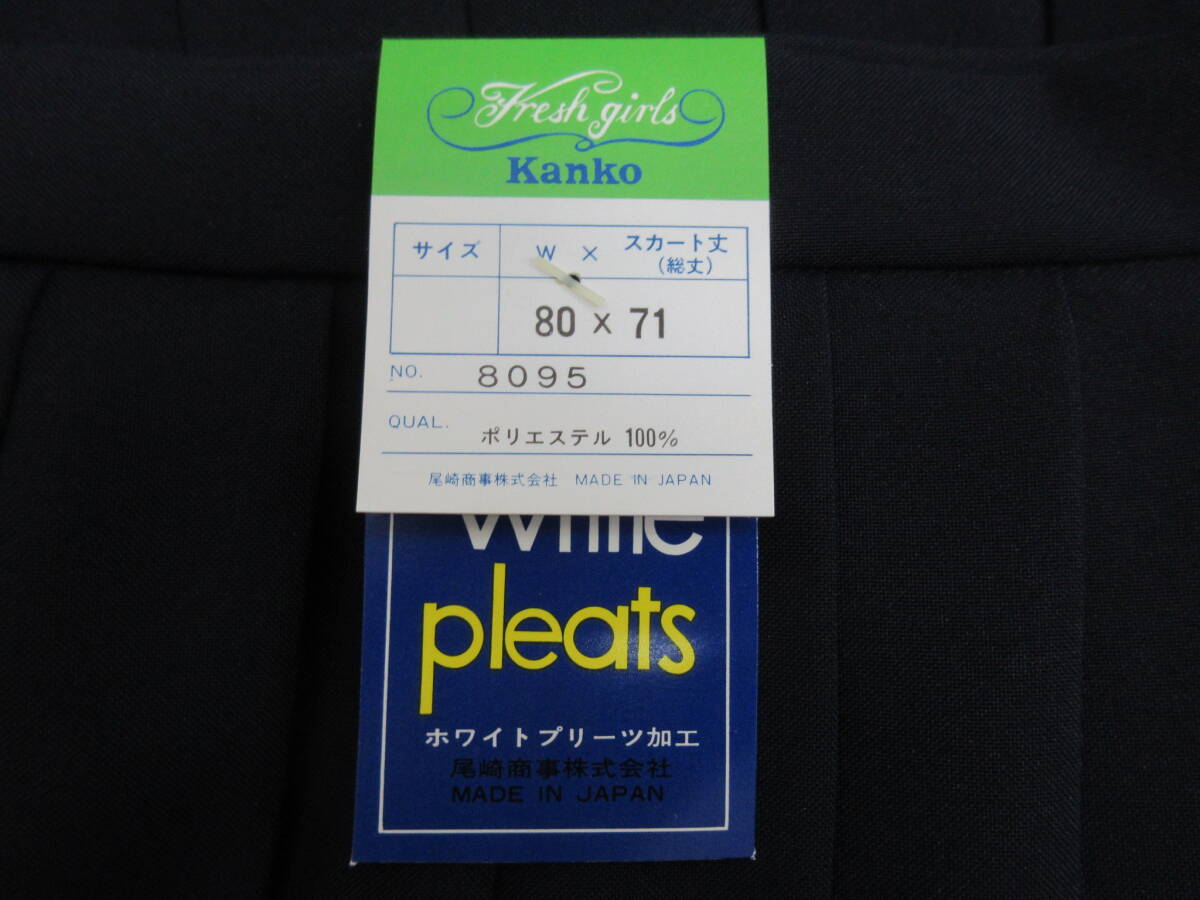 Fresh girls
Kanko
サイズ W × スカート丈
(総丈)
80 × 71
NO. 8095
QUAL. ポリエステル 100%
尾崎商事株式会社 MADE IN JAPAN
white
pleats
ホワイトプリーツ加工
尾崎商事株式会社
MADE IN JAPAN